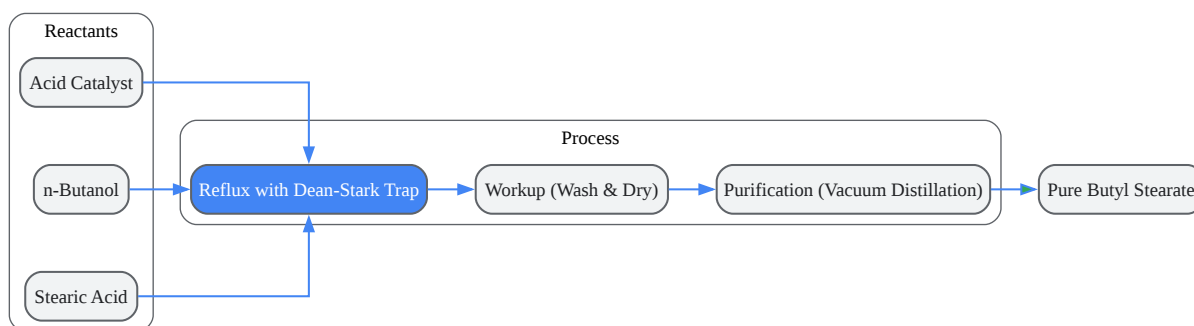 Reactants
Acid Catalyst
Process
n-Butanol
Reflux with Dean-Stark Trap
Workup (Wash & Dry)
Purification (Vacuum Distillation)
Pure Butyl Stearate
Stearic Acid